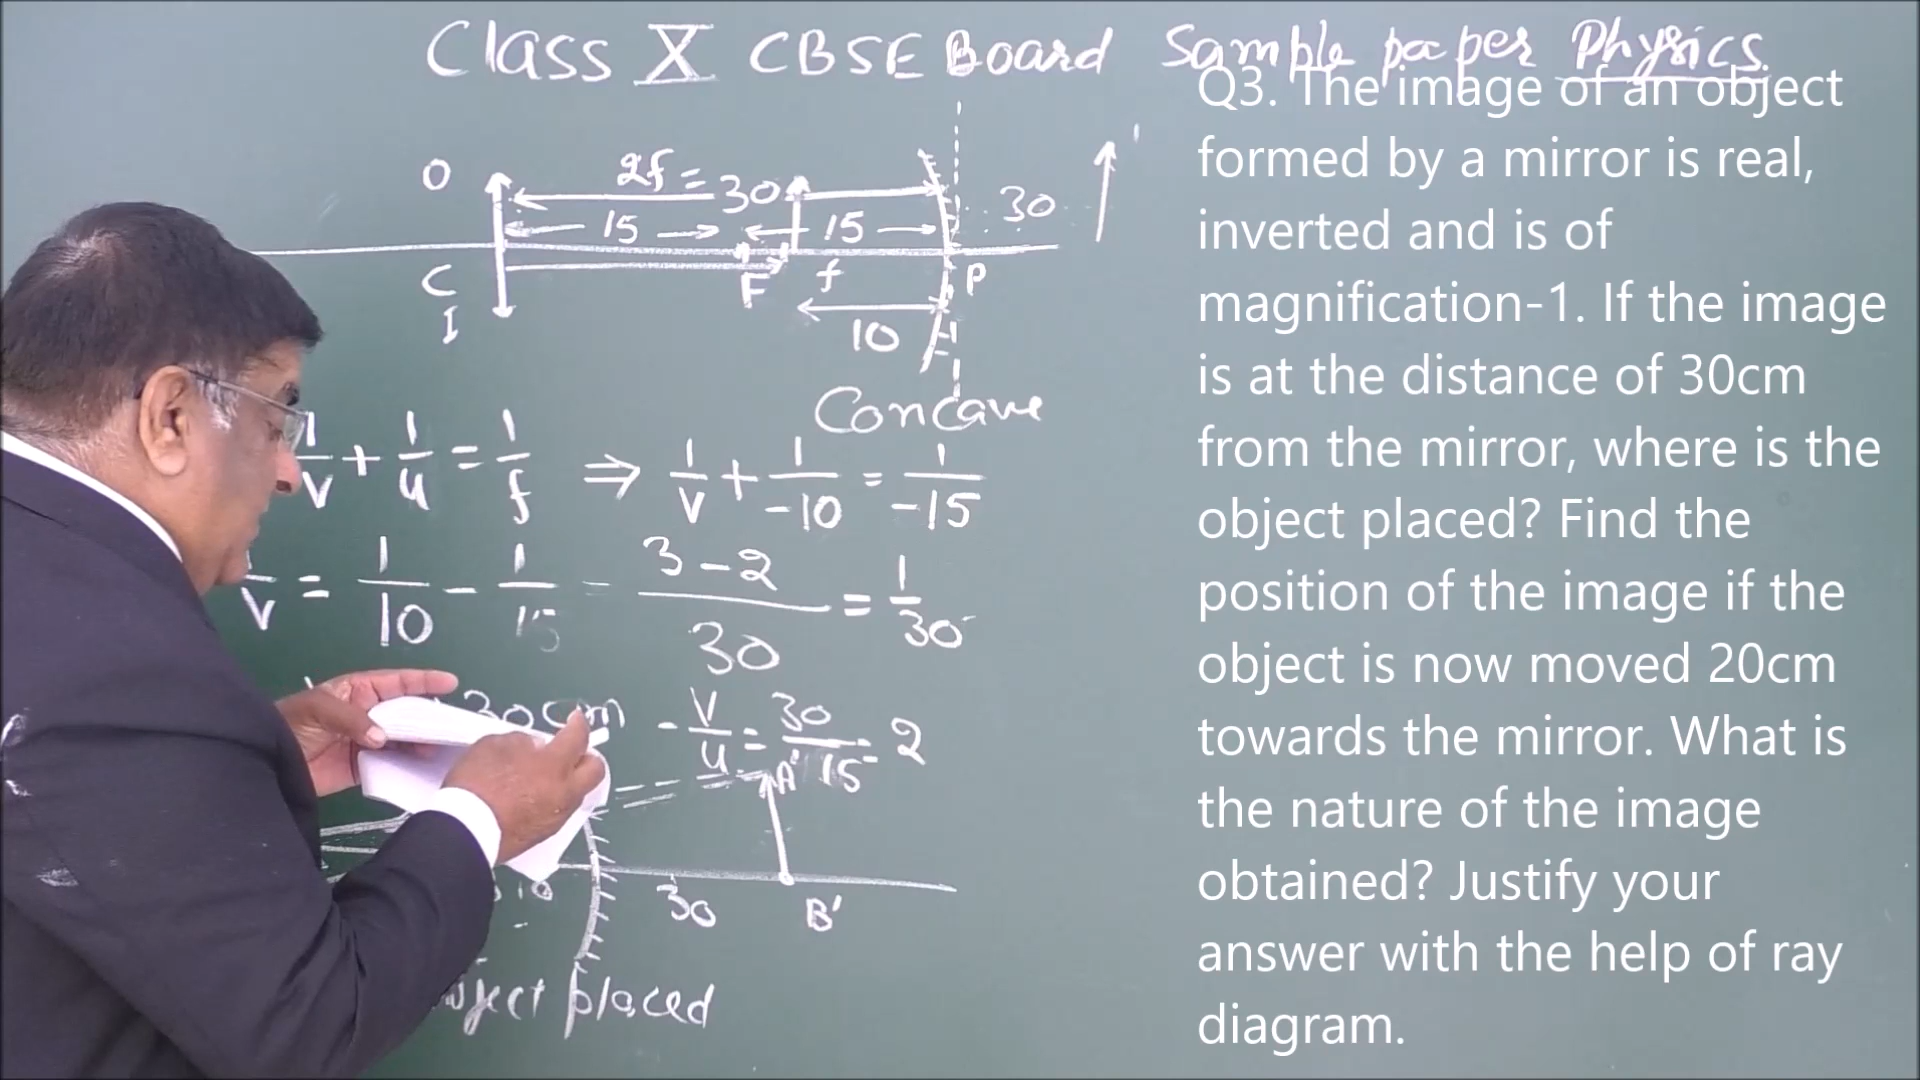 Class X CBSE Board Sample paper Physics
Q3. The image of an object
formed by a mirror is real,
inverted and is of
magnification-1. If the image
is at the distance of 30cm
from the mirror, where is the
object placed? Find the
position of the image if the
object is now moved 20cm
towards the mirror. What is
the nature of the image
obtained? Justify your
answer with the help of ray
diagram.
O 2f = 30
15 15 30
C F f P
I 10
Concave
1/v + 1/u = 1/f ⇒ 1/v + 1/-10 = 1/-15
1/v = 1/10 - 1/15 = 3-2/30 = 1/30
30cm -v/u = 30/15 = 2
A'
10 30 B'
object placed